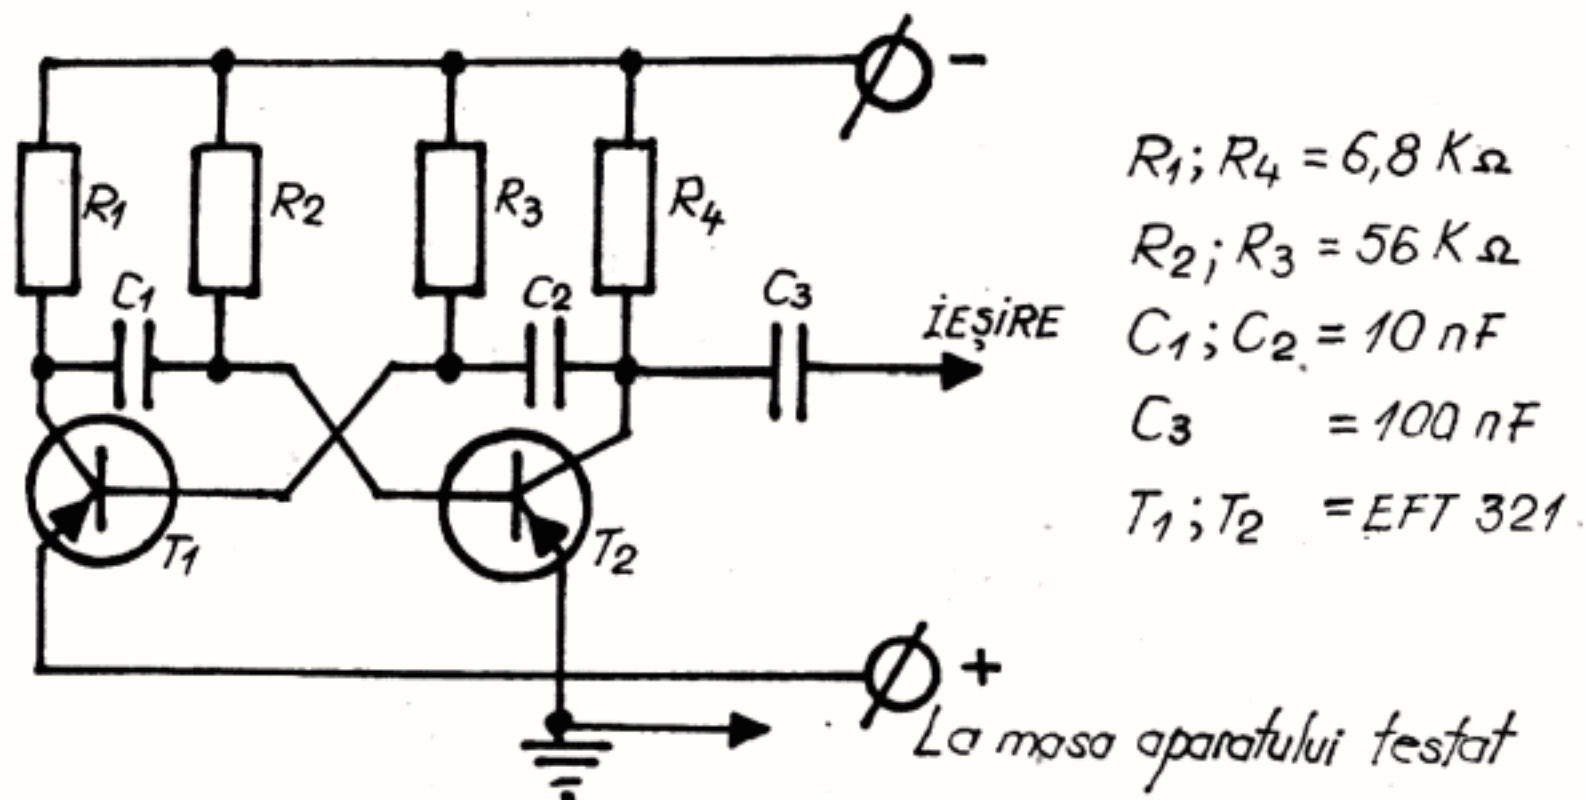 -
R1 R2 R3 R4
C1 C2 C3
IEȘIRE
T1 T2
+
La masa aparatului testat
R1; R4 = 6,8 KΩ
R2; R3 = 56 KΩ
C1; C2 = 10 nF
C3 = 100 nF
T1; T2 = EFT 321